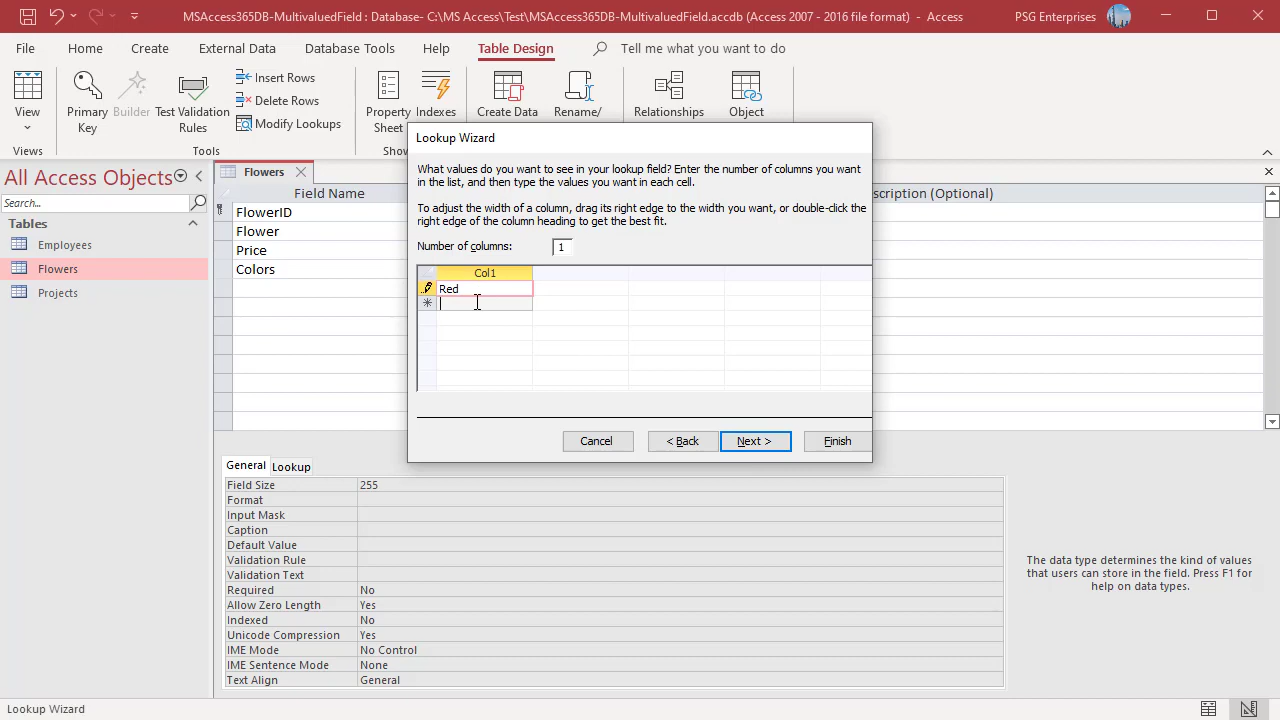 MSAccess365DB-MultivaluedField : Database- C:\MS Access\Test\MSAccess365DB-MultivaluedField.accdb (Access 2007 - 2016 file format) - Access
PSG Enterprises
File Home Create External Data Database Tools Help Table Design Tell me what you want to do
View
Views
Primary Key
Builder
Test Validation Rules
Insert Rows
Delete Rows
Modify Lookups
Tools
Property Sheet
Indexes
Create Data
Rename/
Relationships
Object
All Access Objects
Search...
Tables
Employees
Flowers
Projects
Flowers
Field Name
scription (Optional)
FlowerID
Flower
Price
Colors
Lookup Wizard
What values do you want to see in your lookup field? Enter the number of columns you want
in the list, and then type the values you want in each cell.
To adjust the width of a column, drag its right edge to the width you want, or double-click the
right edge of the column heading to get the best fit.
Number of columns: 1
Col1
Red
Cancel < Back Next > Finish
General Lookup
Field Size 255
Format
Input Mask
Caption
Default Value
Validation Rule
Validation Text
Required No
Allow Zero Length Yes
Indexed No
Unicode Compression Yes
IME Mode No Control
IME Sentence Mode None
Text Align General
The data type determines the kind of values
that users can store in the field. Press F1 for
help on data types.
Lookup Wizard